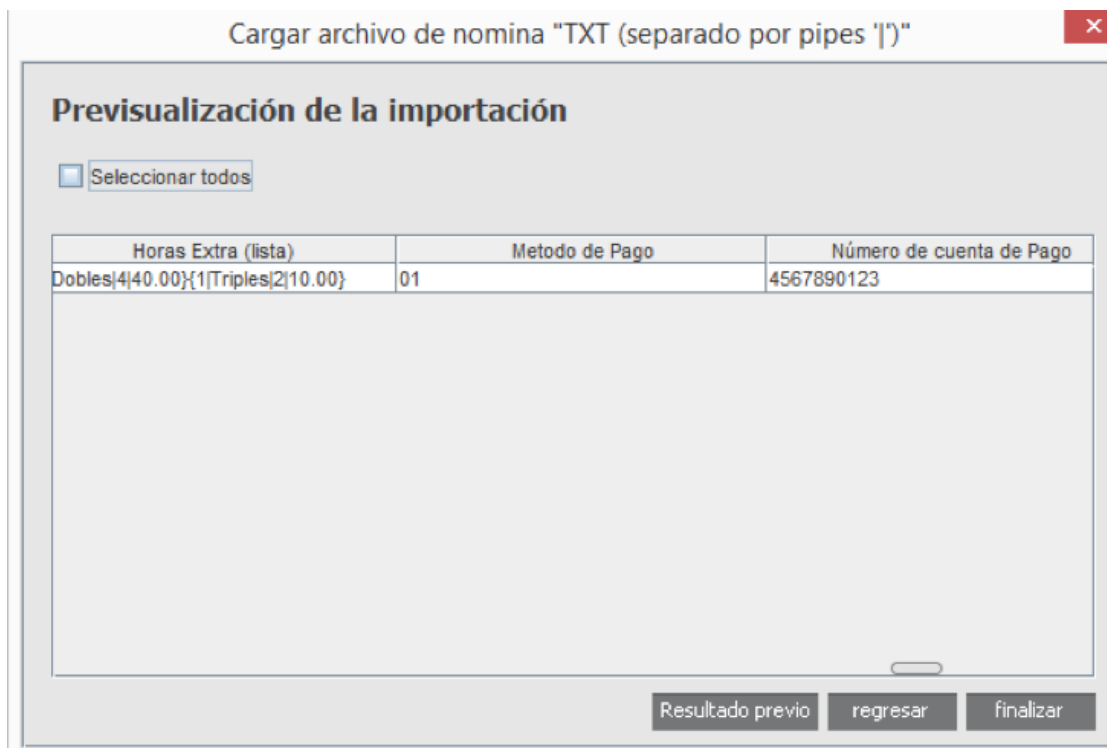 Cargar archivo de nomina "TXT (separado por pipes '|')"
Previsualización de la importación
Seleccionar todos
Horas Extra (lista) Metodo de Pago Número de cuenta de Pago
Dobles|4|40.00}{1|Triples|2|10.00} 01 4567890123
Resultado previo regresar finalizar